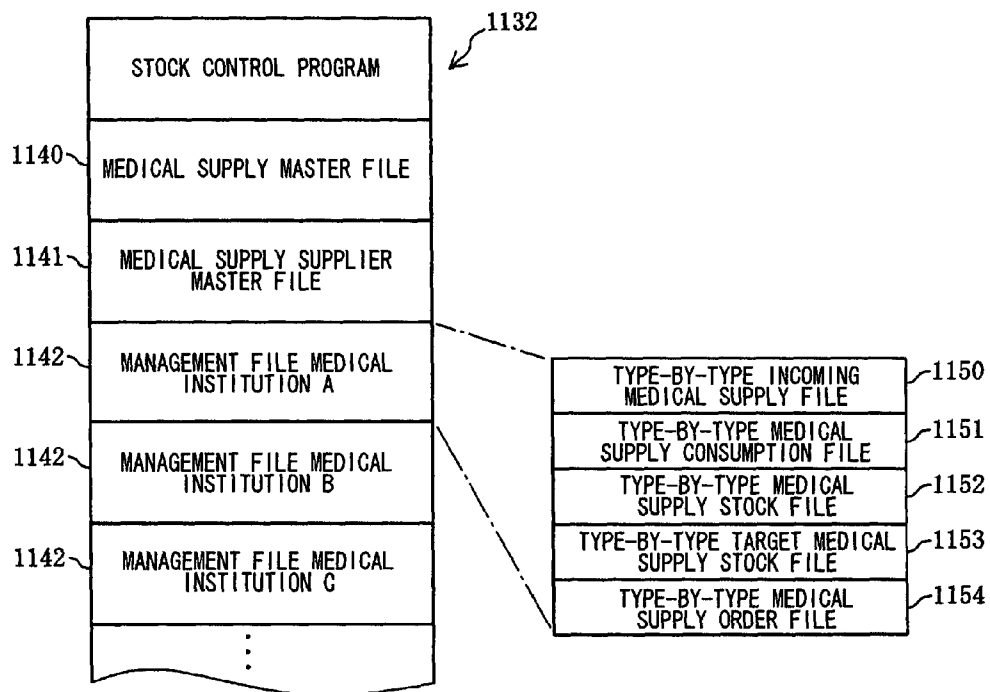 1132
STOCK CONTROL PROGRAM
1140
MEDICAL SUPPLY MASTER FILE
1141
MEDICAL SUPPLY SUPPLIER
MASTER FILE
1142
MANAGEMENT FILE MEDICAL
INSTITUTION A
1142
MANAGEMENT FILE MEDICAL
INSTITUTION B
1142
MANAGEMENT FILE MEDICAL
INSTITUTION C
TYPE-BY-TYPE INCOMING
MEDICAL SUPPLY FILE
1150
TYPE-BY-TYPE MEDICAL
SUPPLY CONSUMPTION FILE
1151
TYPE-BY-TYPE MEDICAL
SUPPLY STOCK FILE
1152
TYPE-BY-TYPE TARGET MEDICAL
SUPPLY STOCK FILE
1153
TYPE-BY-TYPE MEDICAL
SUPPLY ORDER FILE
1154